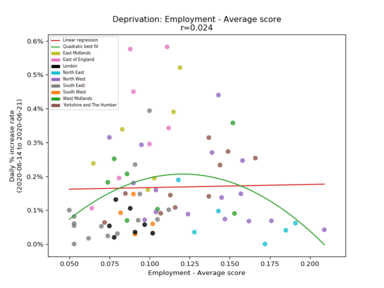 Deprivation: Employment - Average score
r=0.024
Linear regression
Quadratic best fit
East Midlands
East of England
London
North East
North West
South East
South West
West Midlands
Yorkshire and The Humber
Daily % increase rate
(2020-06-14 to 2020-06-21)
0.6%
0.5%
0.4%
0.3%
0.2%
0.1%
0.0%
0.050
0.075
0.100
0.125
0.150
0.175
0.200
Employment - Average score